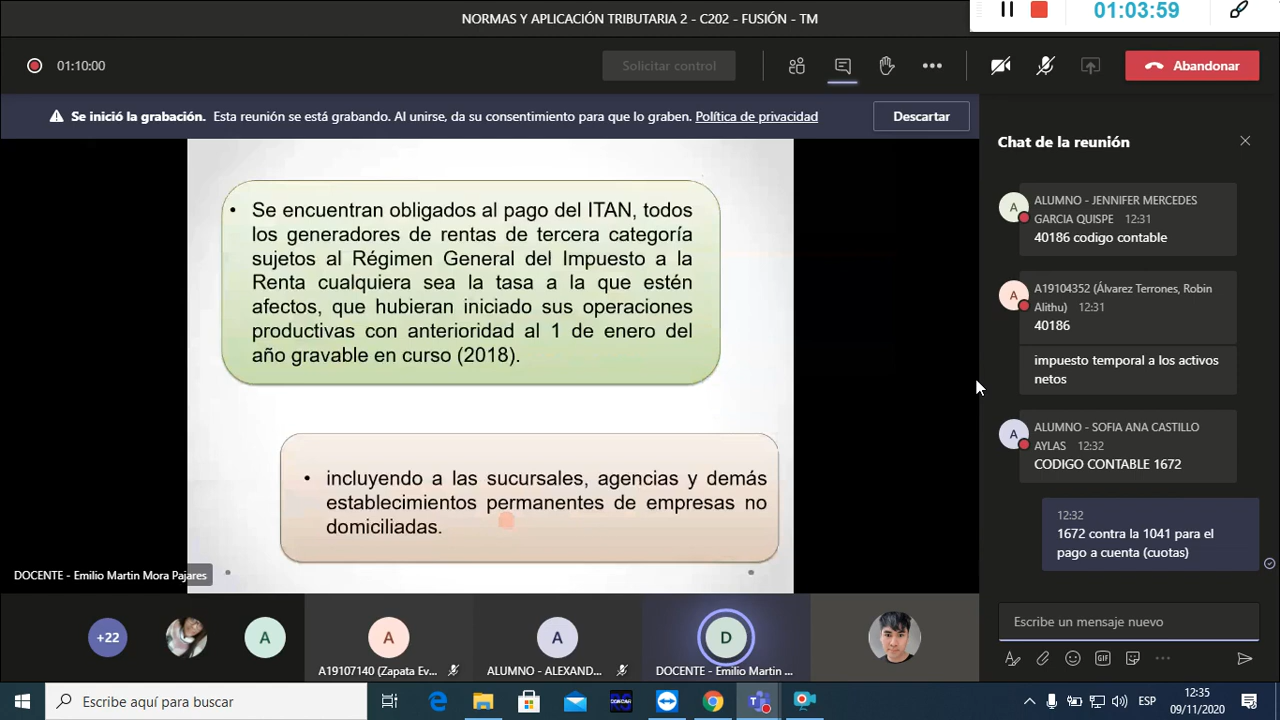 NORMAS Y APLICACIÓN TRIBUTARIA 2 - C202 - FUSIÓN - TM
01:03:59
01:10:00
Solicitar control
Abandonar
Se inició la grabación. Esta reunión se está grabando. Al unirse, da su consentimiento para que lo graben. Política de privacidad
Descartar
• Se encuentran obligados al pago del ITAN, todos
los generadores de rentas de tercera categoría
sujetos al Régimen General del Impuesto a la
Renta cualquiera sea la tasa a la que estén
afectos, que hubieran iniciado sus operaciones
productivas con anterioridad al 1 de enero del
año gravable en curso (2018).
• incluyendo a las sucursales, agencias y demás
establecimientos permanentes de empresas no
domiciliadas.
DOCENTE - Emilio Martin Mora Pajares
Chat de la reunión
A
ALUMNO - JENNIFER MERCEDES
GARCIA QUISPE 12:31
40186 codigo contable
A
A19104352 (Álvarez Terrones, Robin
Alithu) 12:31
40186
impuesto temporal a los activos
netos
A
ALUMNO - SOFIA ANA CASTILLO
AYLAS 12:32
CODIGO CONTABLE 1672
12:32
1672 contra la 1041 para el
pago a cuenta (cuotas)
Escribe un mensaje nuevo
GIF
+22
A
A
A19107140 (Zapata Ev...
A
ALUMNO - ALEXAND...
D
DOCENTE - Emilio Martin ...
Escribe aquí para buscar
ESP
12:35
09/11/2020